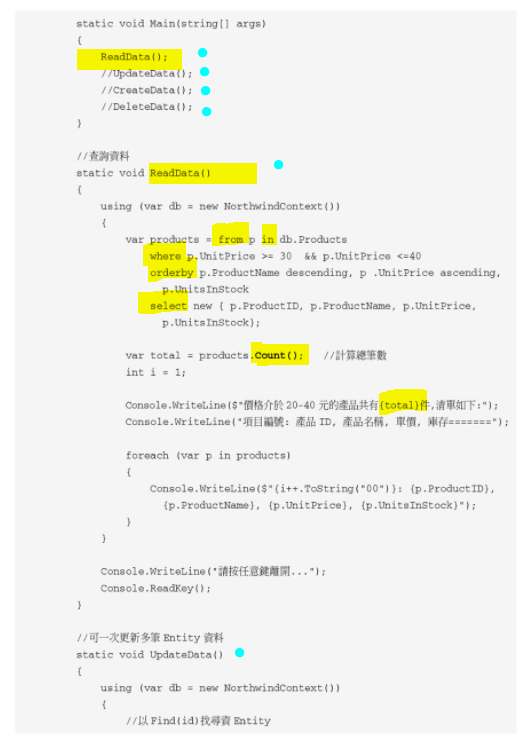 static void Main(string[] args)
{
ReadData();
//UpdateData();
//CreateData();
//DeleteData();
}
//查詢資料
static void ReadData()
{
using (var db = new NorthwindContext())
{
var products = from p in db.Products
where p.UnitPrice >= 30 && p.UnitPrice <=40
orderby p.ProductName descending, p .UnitPrice ascending,
p.UnitsInStock
select new { p.ProductID, p.ProductName, p.UnitPrice,
p.UnitsInStock};
var total = products.Count(); //計算總筆數
int i = 1;
Console.WriteLine($"價格介於 20-40 元的產品共有{total}件,清單如下:");
Console.WriteLine("項目編號: 產品 ID, 產品名稱, 單價, 庫存=======");
foreach (var p in products)
{
Console.WriteLine($"{i++.ToString("00")}: {p.ProductID},
{p.ProductName}, {p.UnitPrice}, {p.UnitsInStock}");
}
}
Console.WriteLine("請按任意鍵離開...");
Console.ReadKey();
}
//可一次更新多筆 Entity 資料
static void UpdateData()
{
using (var db = new NorthwindContext())
{
//以 Find(id)找尋資 Entity